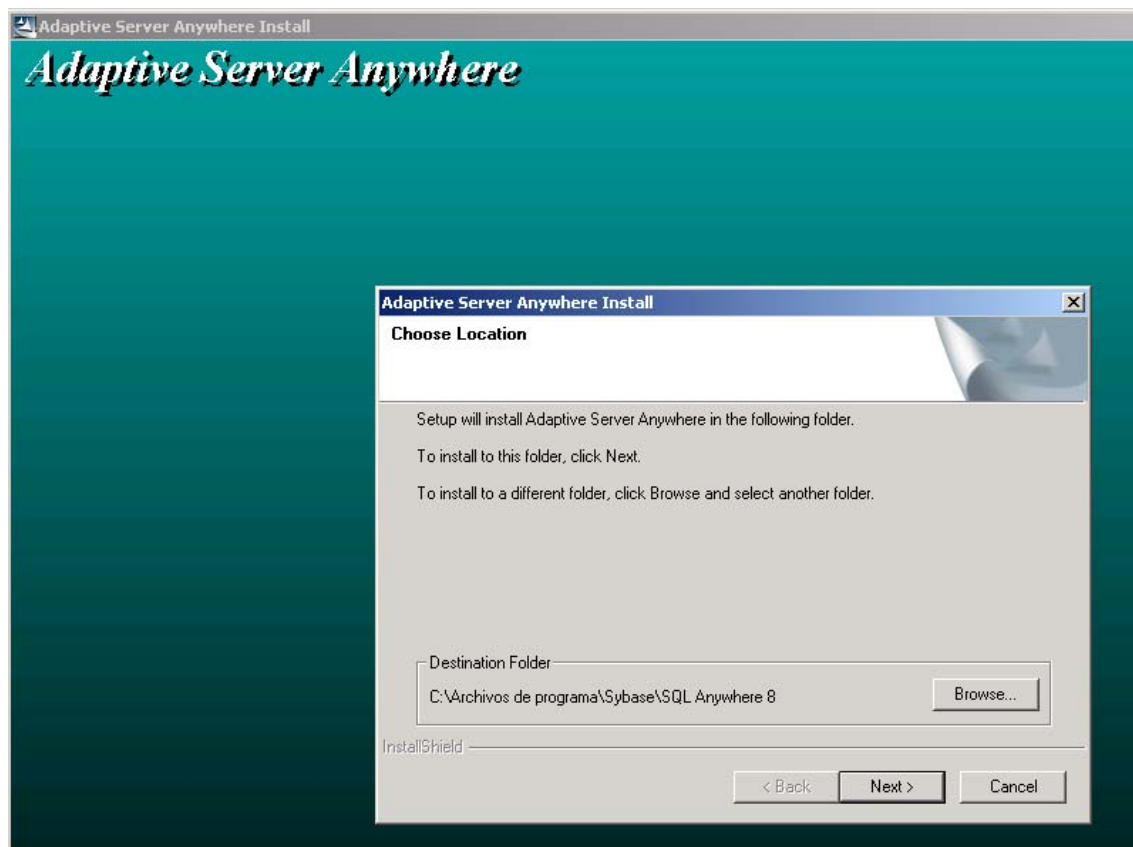 Adaptive Server Anywhere Install
Adaptive Server Anywhere
Adaptive Server Anywhere Install
Choose Location
Setup will install Adaptive Server Anywhere in the following folder.
To install to this folder, click Next.
To install to a different folder, click Browse and select another folder.
Destination Folder
C:\Archivos de programa\Sybase\SQL Anywhere 8
Browse...
InstallShield
< Back
Next >
Cancel